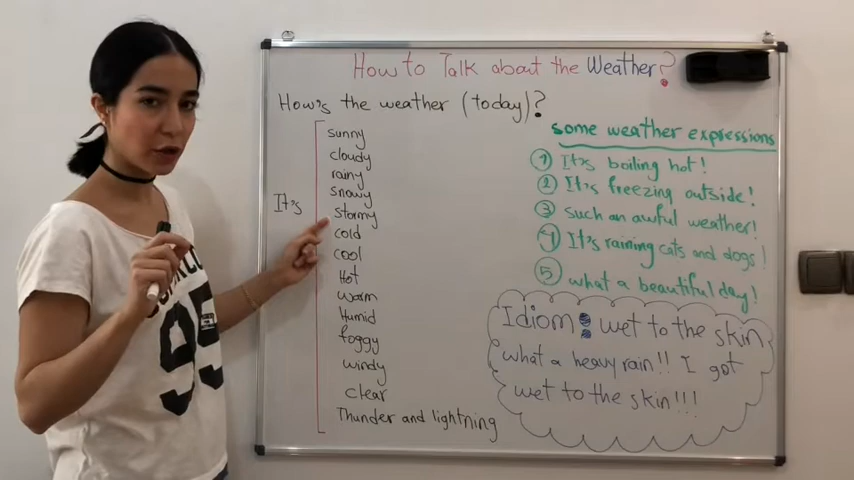 How to Talk about the Weather?
How's the weather (today)?
It's
sunny
cloudy
rainy
snowy
stormy
cold
cool
Hot
warm
Humid
foggy
windy
clear
Thunder and lightning
some weather expressions
1 It's boiling hot!
2 It's freezing outside!
3 such an awful weather!
4 It's raining cats and dogs!
5 what a beautiful day!
Idiom: wet to the skin
what a heavy rain!! I got
wet to the skin!!!
95